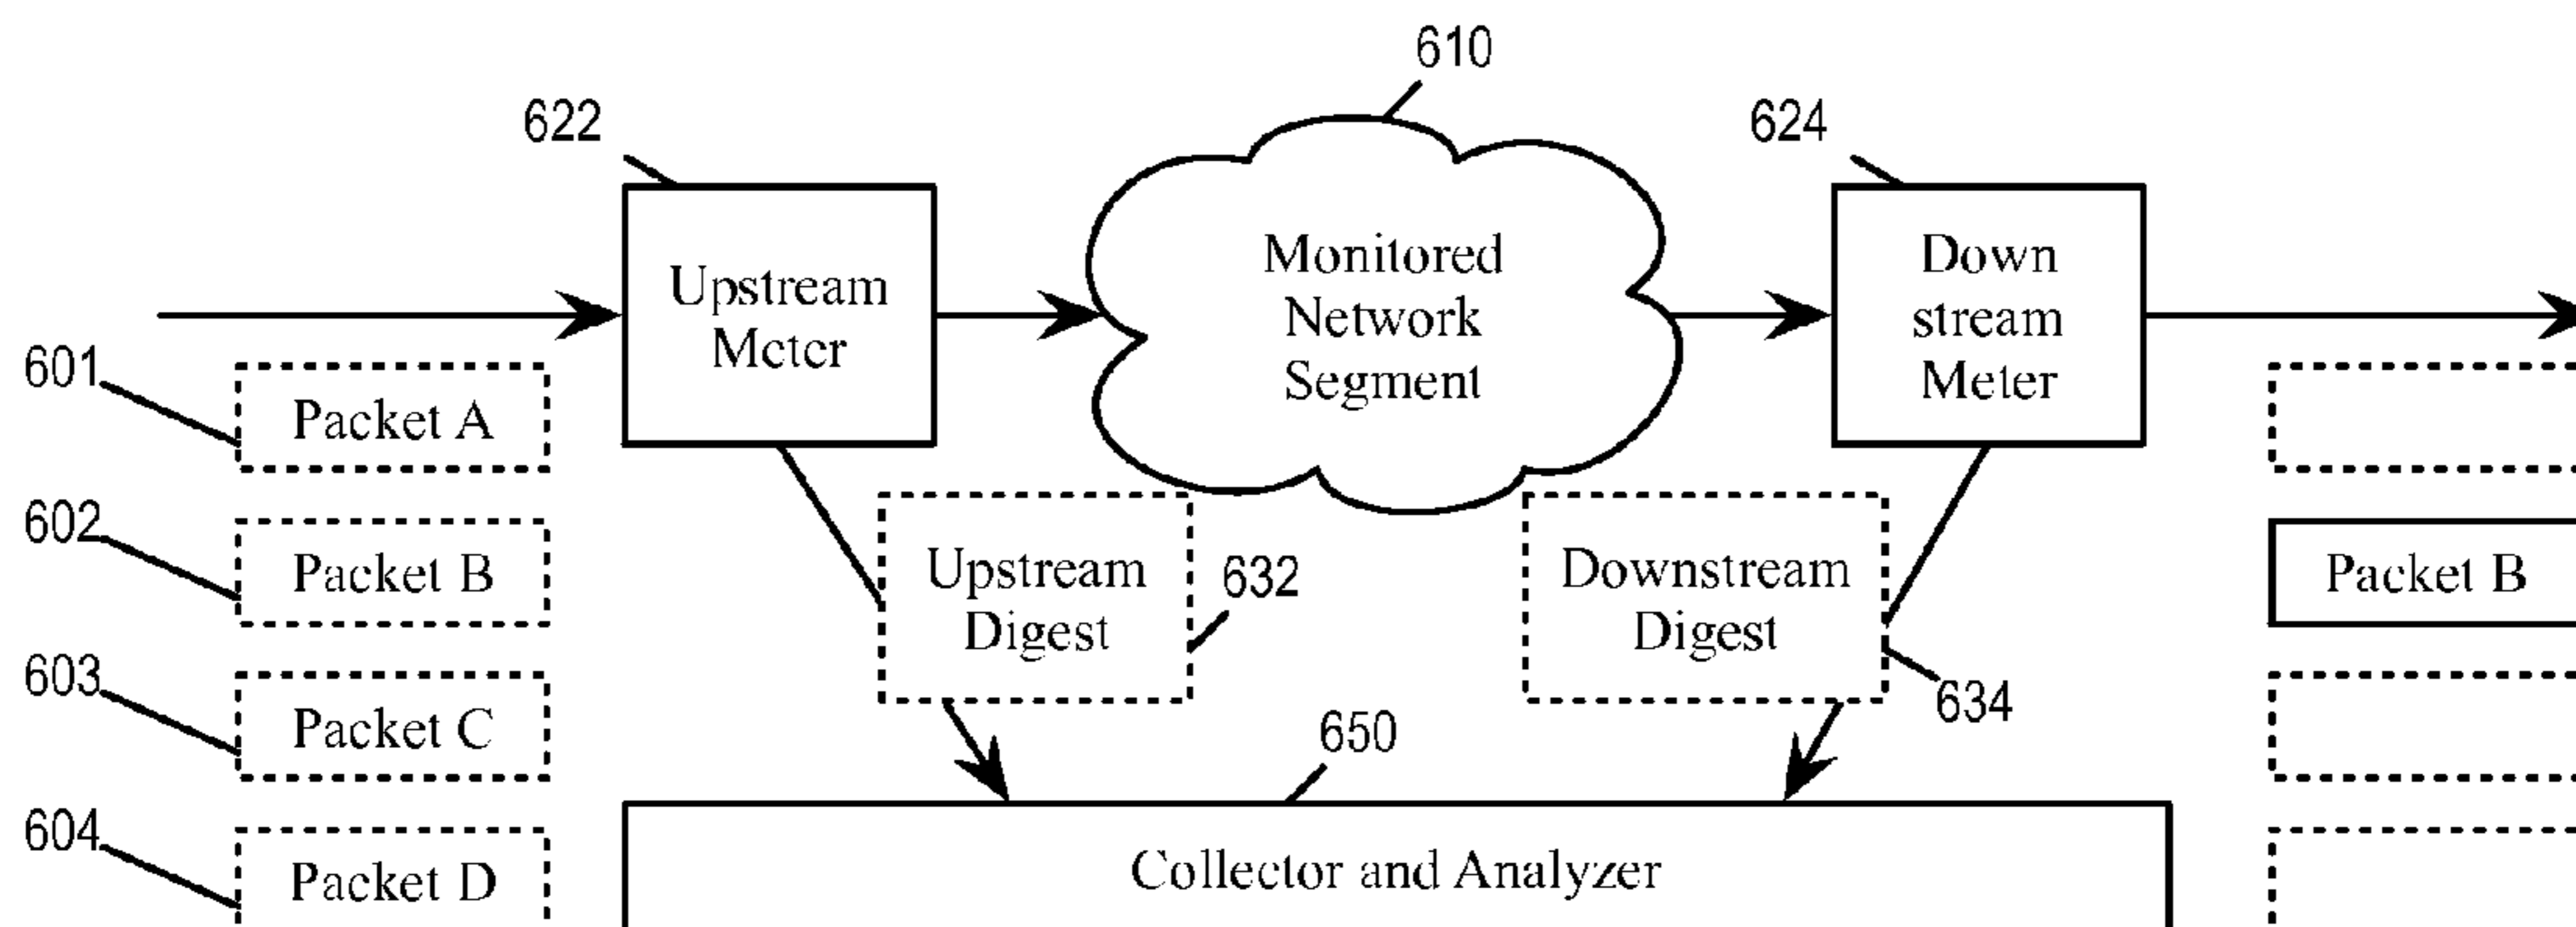 610
622
624
Upstream
Meter
Monitored
Network
Segment
Down
stream
Meter
601
Packet A
602
Packet B
Upstream
Digest
632
Downstream
Digest
634
Packet B
603
Packet C
650
604
Packet D
Collector and Analyzer